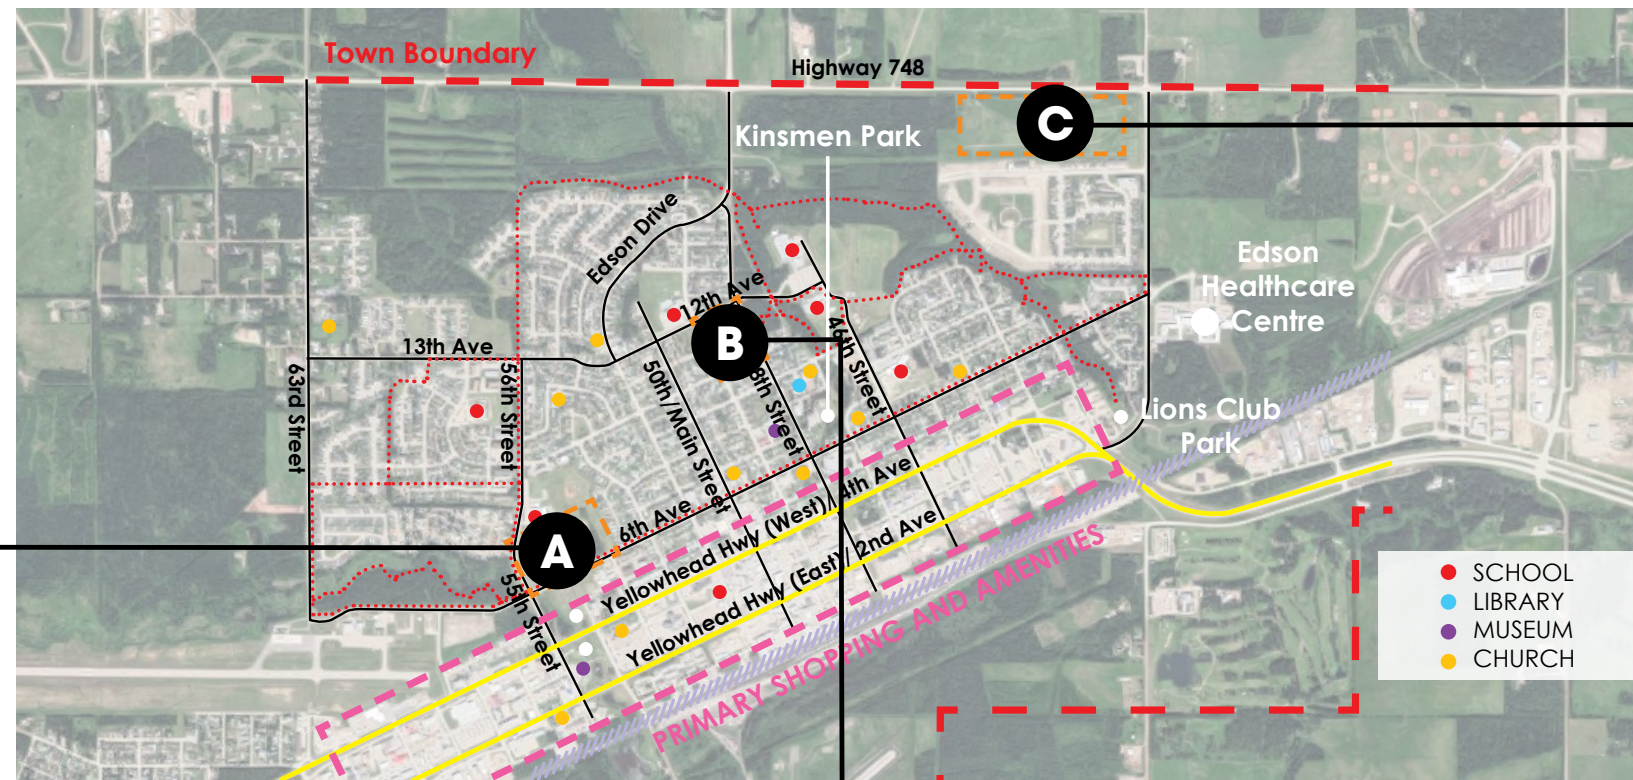 Town Boundary
Highway 748
C
Kinsmen Park
Edson Drive
Edson
Healthcare
Centre
12th Ave
B
46th Street
13th Ave
63rd Street
56th Street
50th/Main Street
8th Street
Lions Club
Park
6th Ave
4th Ave
Yellowhead Hwy (West)/
A
55th Street
Yellowhead Hwy (East)/ 2nd Ave
PRIMARY SHOPPING AND AMENITIES
SCHOOL
LIBRARY
MUSEUM
CHURCH